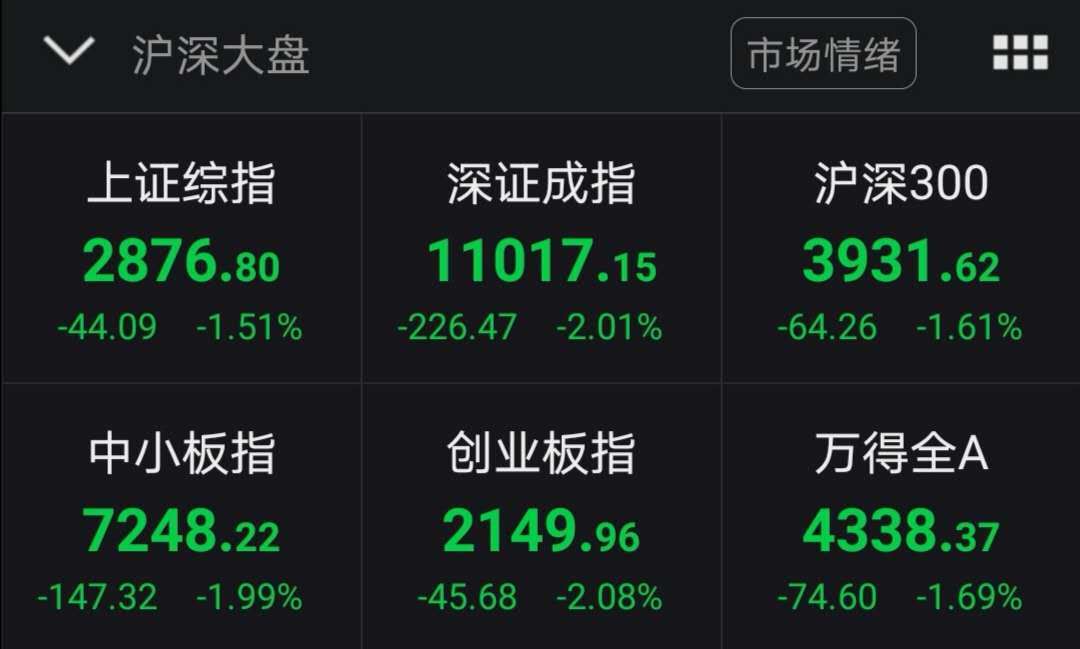 沪深大盘 市场情绪
上证综指 深证成指 沪深300
2876.80 11017.15 3931.62
-44.09 -1.51% -226.47 -2.01% -64.26 -1.61%
中小板指 创业板指 万得全A
7248.22 2149.96 4338.37
-147.32 -1.99% -45.68 -2.08% -74.60 -1.69%